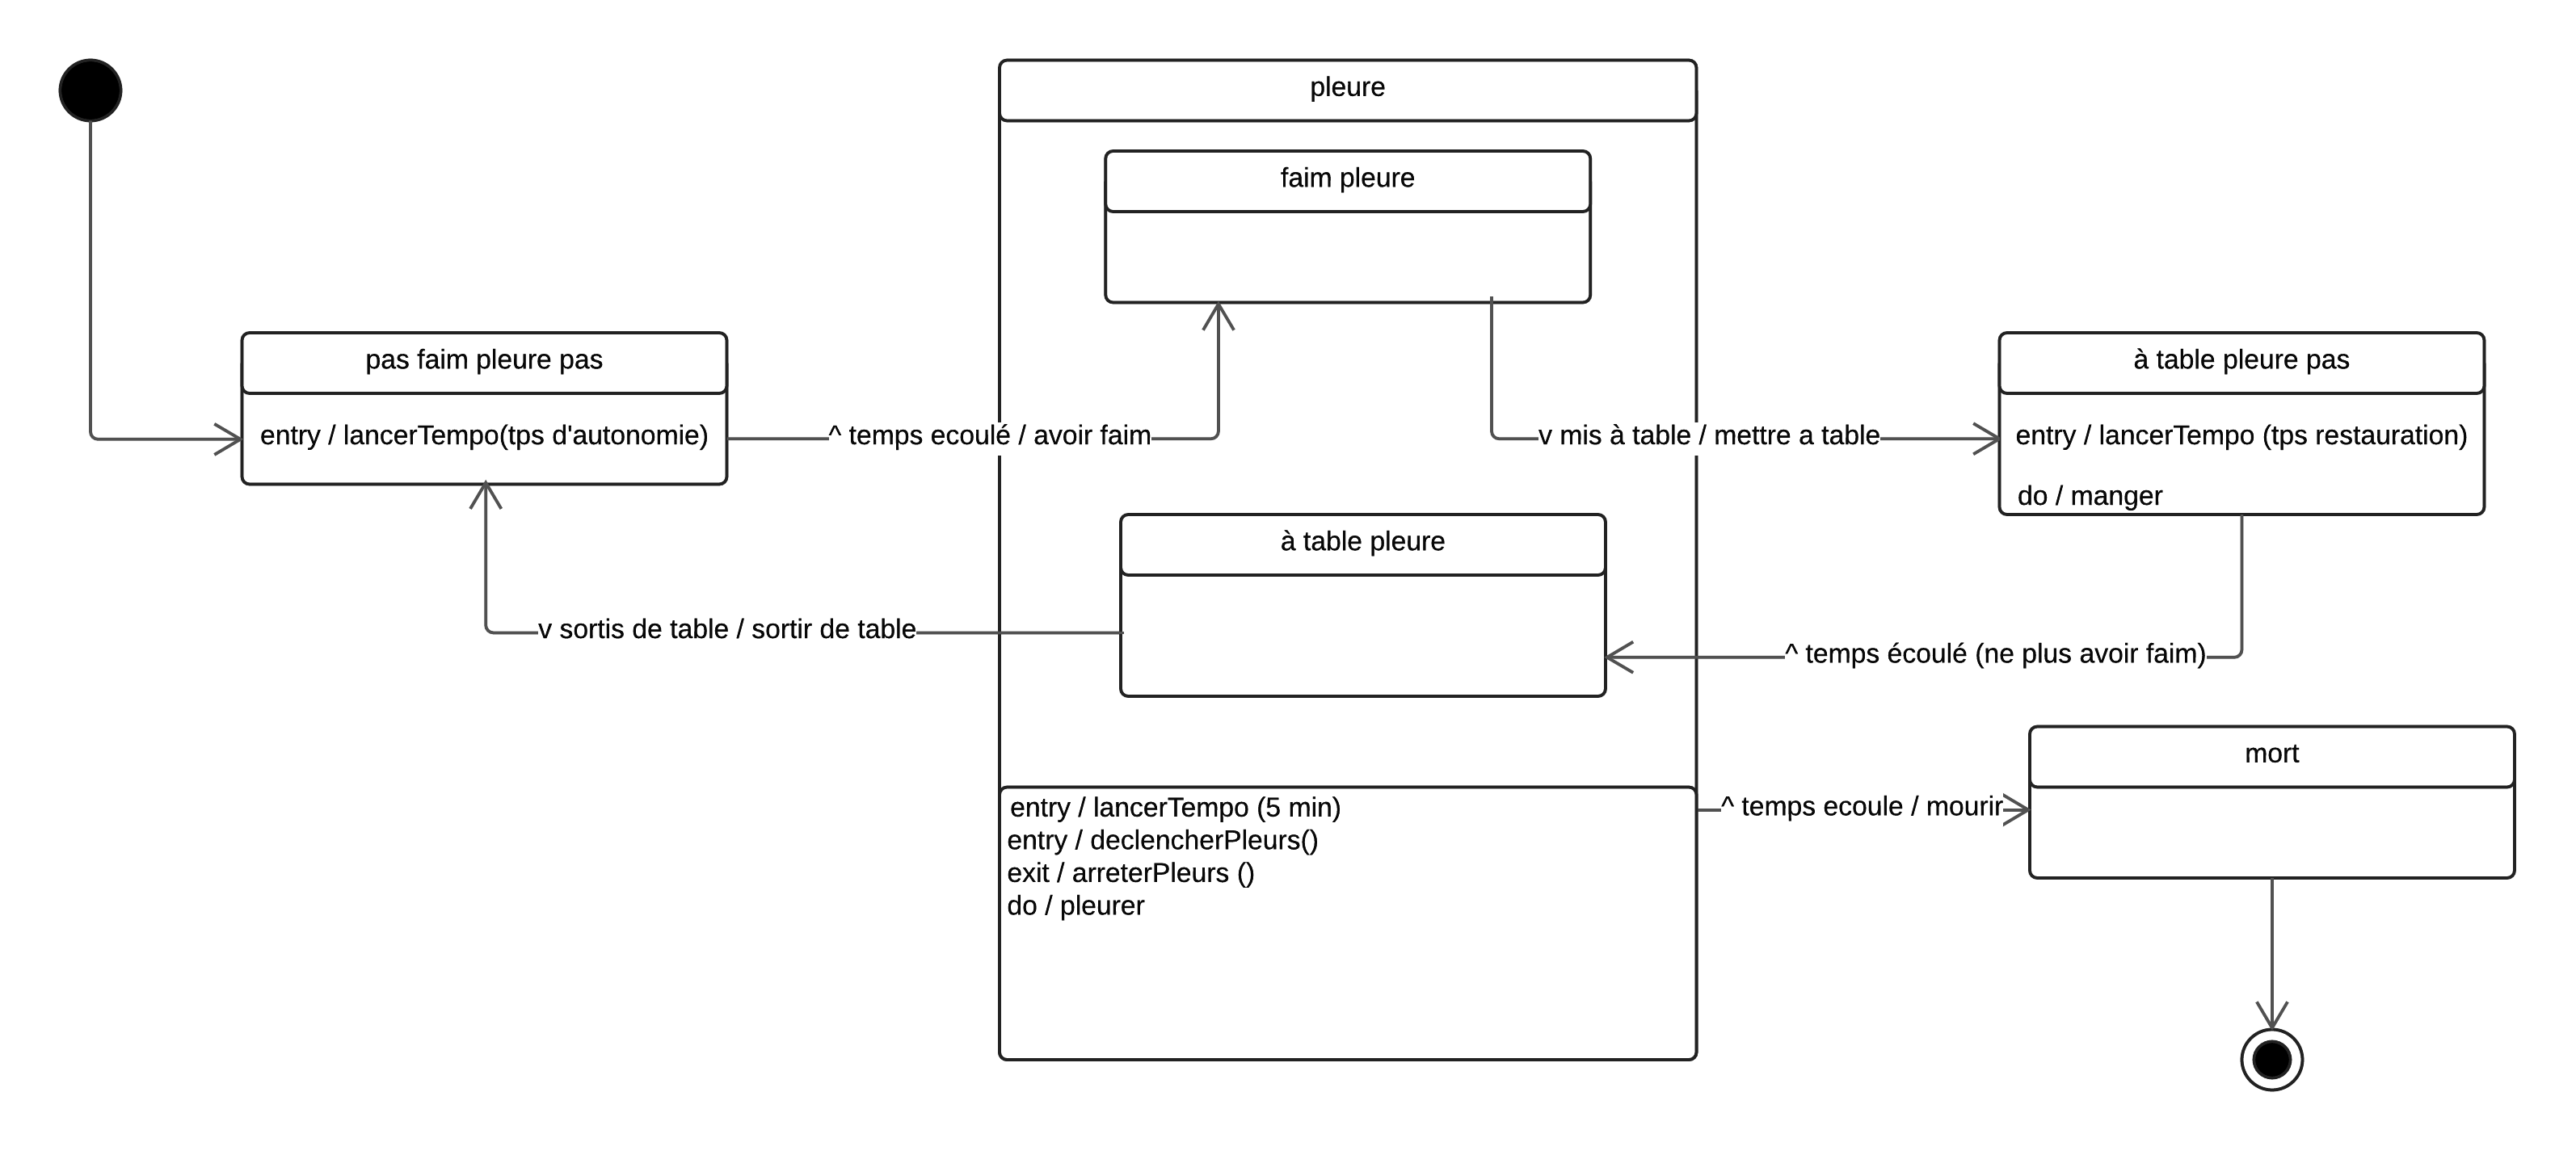 pleure
faim pleure
pas faim pleure pas
entry / lancerTempo(tps d'autonomie)
^ temps ecoulé / avoir faim
v mis à table / mettre a table
à table pleure pas
entry / lancerTempo (tps restauration)
do / manger
à table pleure
v sortis de table / sortir de table
^ temps écoulé (ne plus avoir faim)
mort
^ temps ecoule / mourir
entry / lancerTempo (5 min)
entry / declencherPleurs()
exit / arreterPleurs ()
do / pleurer